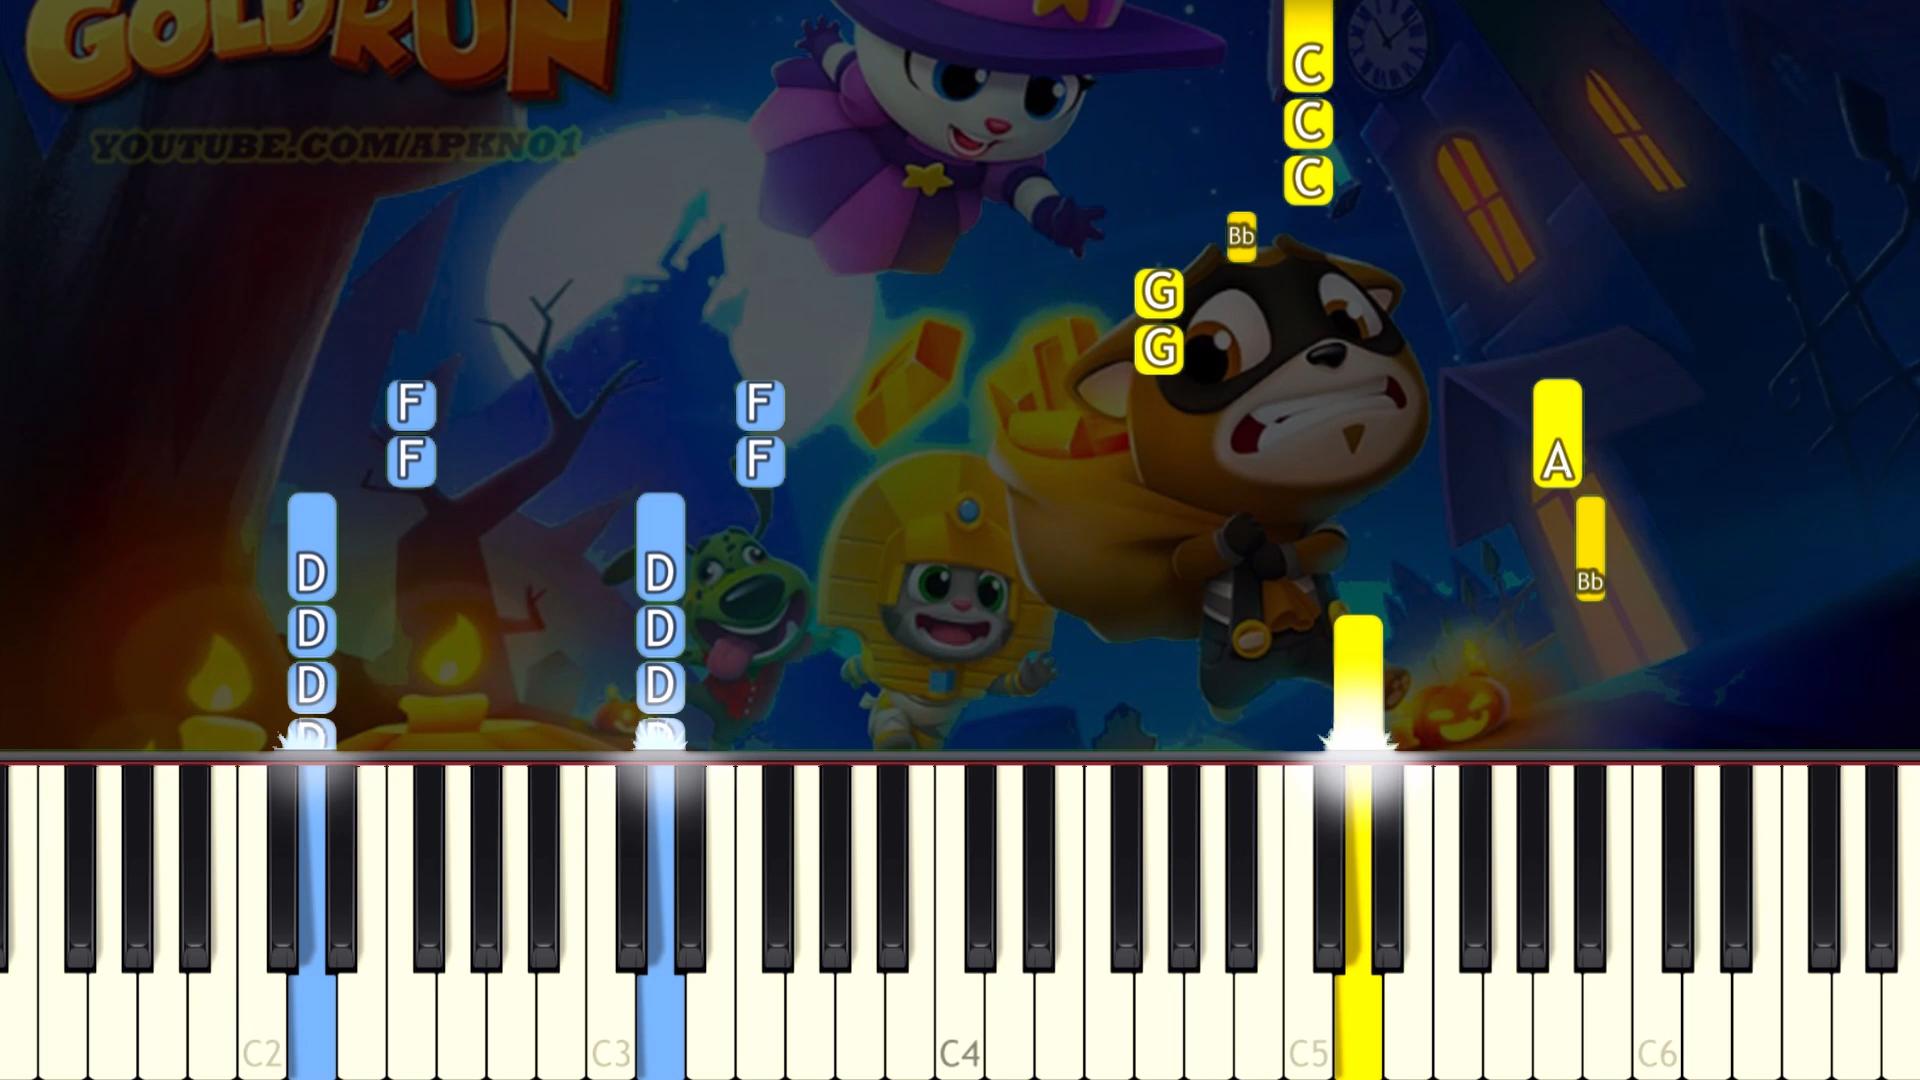 GOLDRUN
YOUTUBE.COM/APKNO1
C
C
C
Bb
G
G
F F
F F A
D D Bb
D D
D D
D D
C2 C3 C4 C5 C6